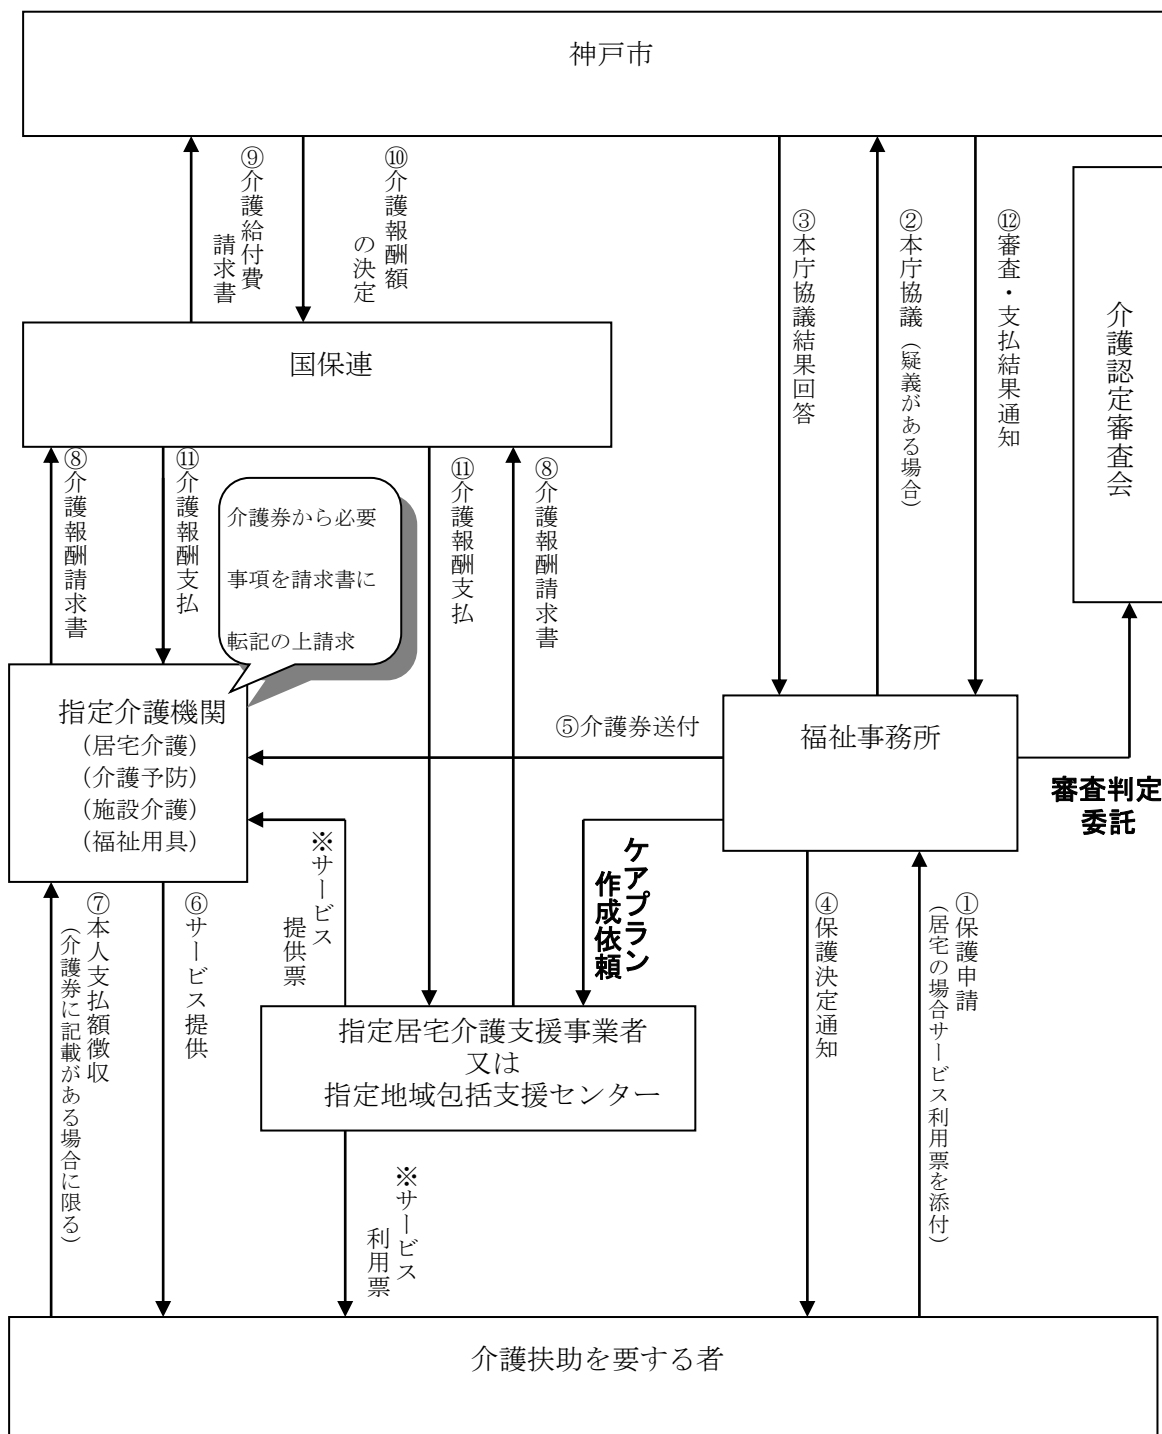 神戸市
⑨介護給付費
請求書
⑩介護報酬額
の決定
③本庁協議結果回答
②本庁協議（疑義がある場合）
⑫審査・支払結果通知
介護認定審査会
国保連
⑧介護報酬請求書
⑪介護報酬支払
介護券から必要
事項を請求書に
転記の上請求
⑪介護報酬支払
⑧介護報酬請求書
指定介護機関
（居宅介護）
（介護予防）
（施設介護）
（福祉用具）
⑤介護券送付
福祉事務所
審査判定
委託
※サービス
提供票
ケアプラン
作成依頼
⑦本人支払額徴収
（介護券に記載がある場合に限る）
⑥サービス提供
④保護決定通知
①保護申請
（居宅の場合サービス利用票を添付）
指定居宅介護支援事業者
又は
指定地域包括支援センター
※サービス
利用票
介護扶助を要する者